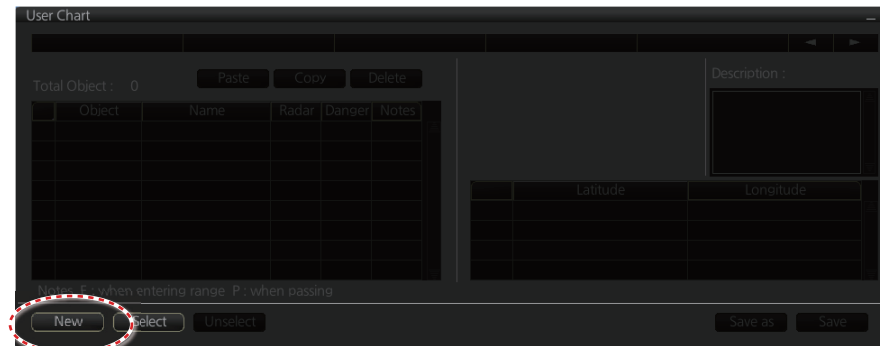 User Chart
Total Object : 0 Paste Copy Delete Description :
Object Name Radar Danger Notes
Latitude Longitude
Notes E : when entering range P : when passing
New Select Unselect Save as Save